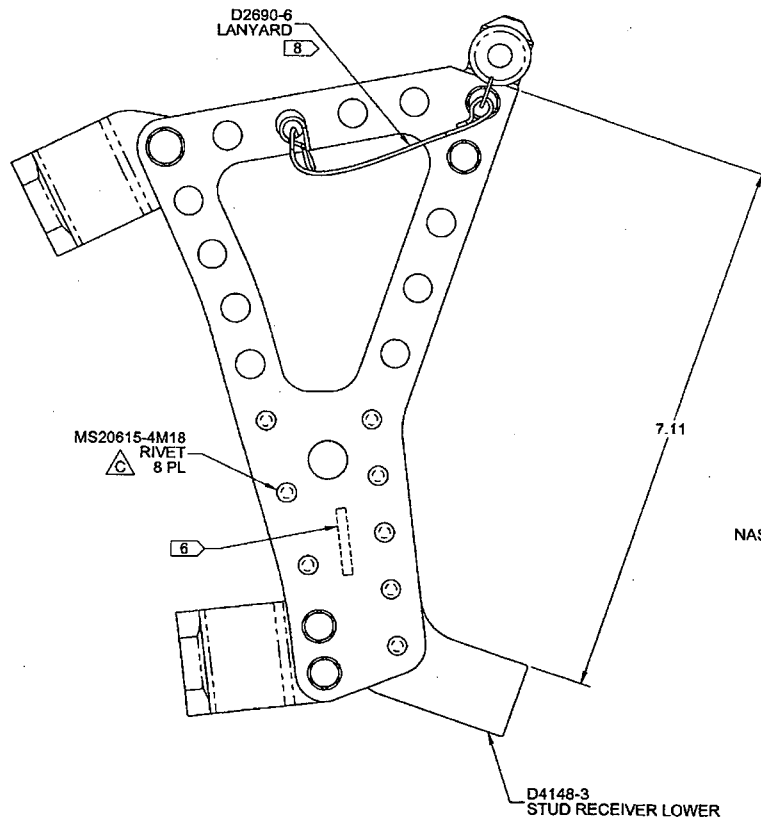 D2690-6
LANYARD
8
7.11
MS20615-4M18
RIVET
C 8 PL
NAS
6
D4148-3
STUD RECEIVER LOWER